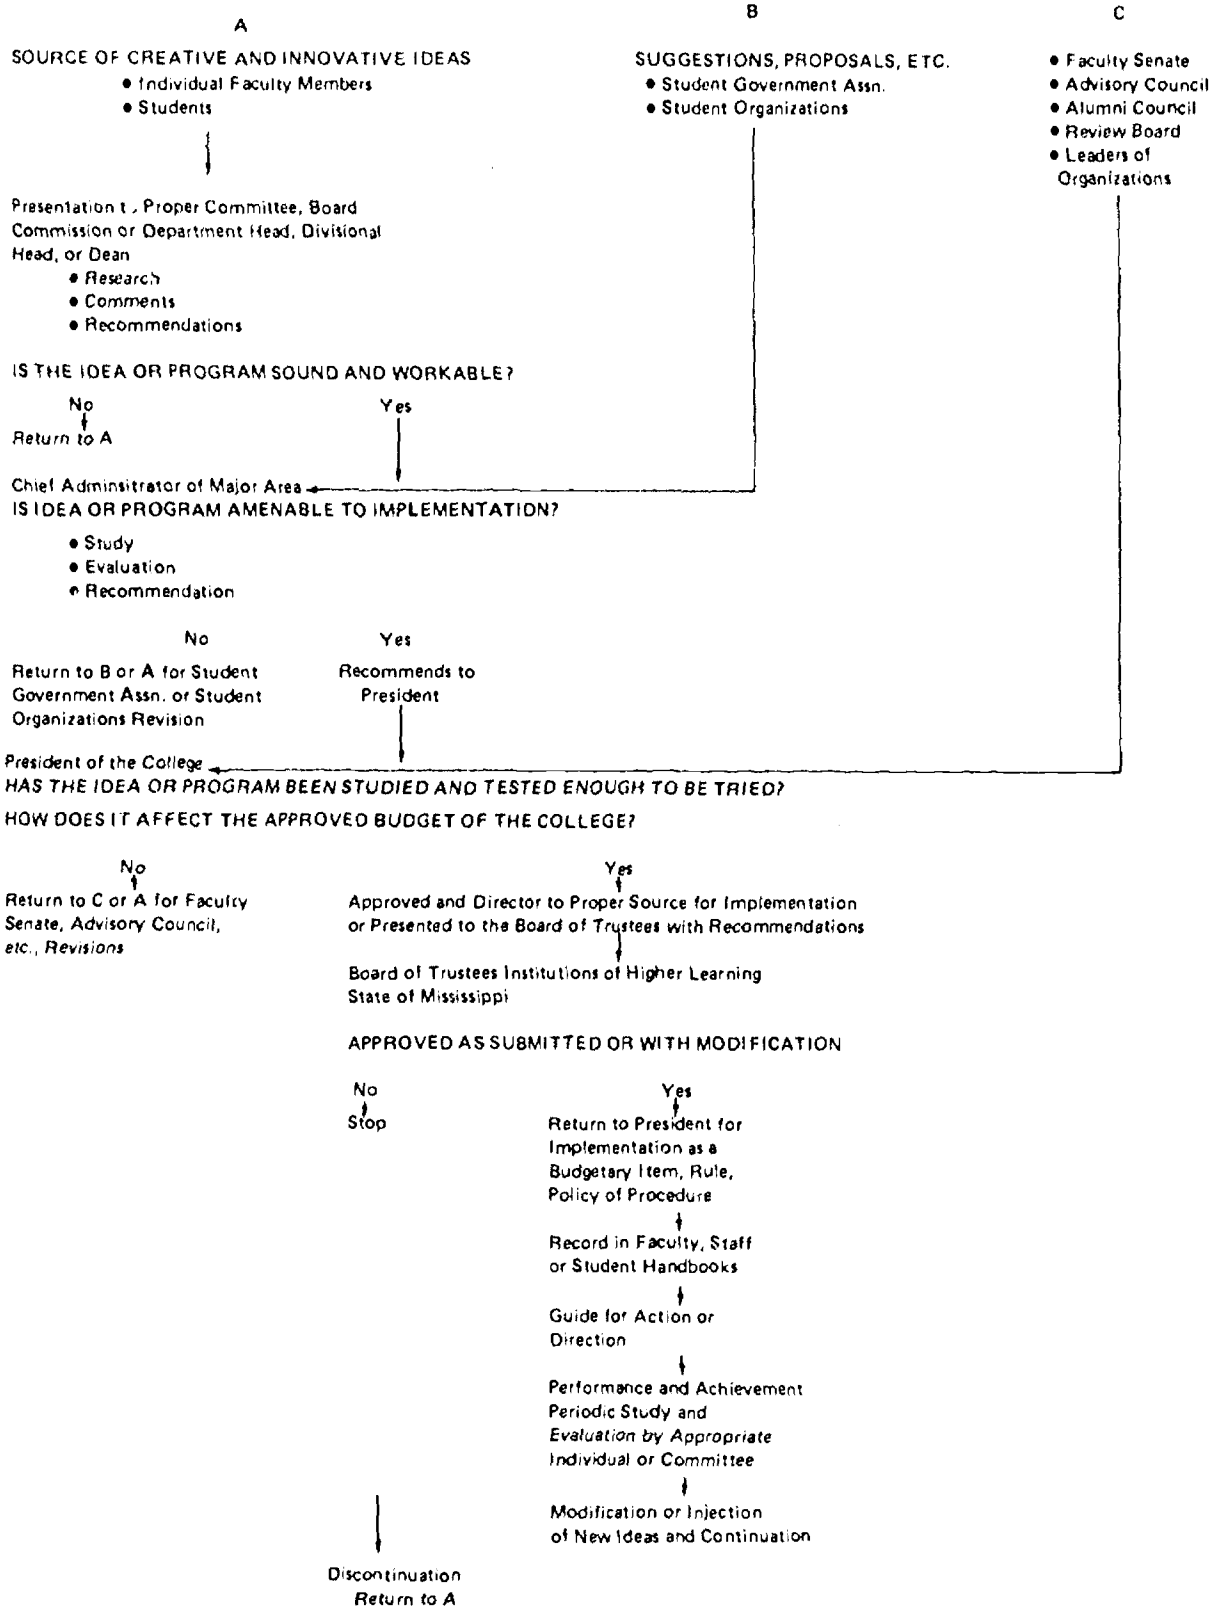 A
B
C
SOURCE OF CREATIVE AND INNOVATIVE IDEAS
• Individual Faculty Members
• Students
SUGGESTIONS, PROPOSALS, ETC.
• Student Government Assn.
• Student Organizations
• Faculty Senate
• Advisory Council
• Alumni Council
• Review Board
• Leaders of
Organizations
Presentation t., Proper Committee, Board
Commission or Department Head, Divisional
Head, or Dean
• Research
• Comments
• Recommendations
IS THE IDEA OR PROGRAM SOUND AND WORKABLE?
No
Yes
Return to A
Chief Adminsitrator of Major Area
IS IDEA OR PROGRAM AMENABLE TO IMPLEMENTATION?
• Study
• Evaluation
• Recommendation
No
Yes
Return to B or A for Student
Government Assn. or Student
Organizations Revision
Recommends to
President
President of the College
HAS THE IDEA OR PROGRAM BEEN STUDIED AND TESTED ENOUGH TO BE TRIED?
HOW DOES IT AFFECT THE APPROVED BUDGET OF THE COLLEGE?
No
Yes
Return to C or A for Faculty
Senate, Advisory Council,
etc., Revisions
Approved and Director to Proper Source for Implementation
or Presented to the Board of Trustees with Recommendations
Board of Trustees Institutions of Higher Learning
State of Mississippi
APPROVED AS SUBMITTED OR WITH MODIFICATION
No
Yes
Stop
Return to President for
Implementation as a
Budgetary Item, Rule,
Policy of Procedure
Record in Faculty, Staff
or Student Handbooks
Guide for Action or
Direction
Performance and Achievement
Periodic Study and
Evaluation by Appropriate
Individual or Committee
Modification or Injection
of New Ideas and Continuation
Discontinuation
Return to A